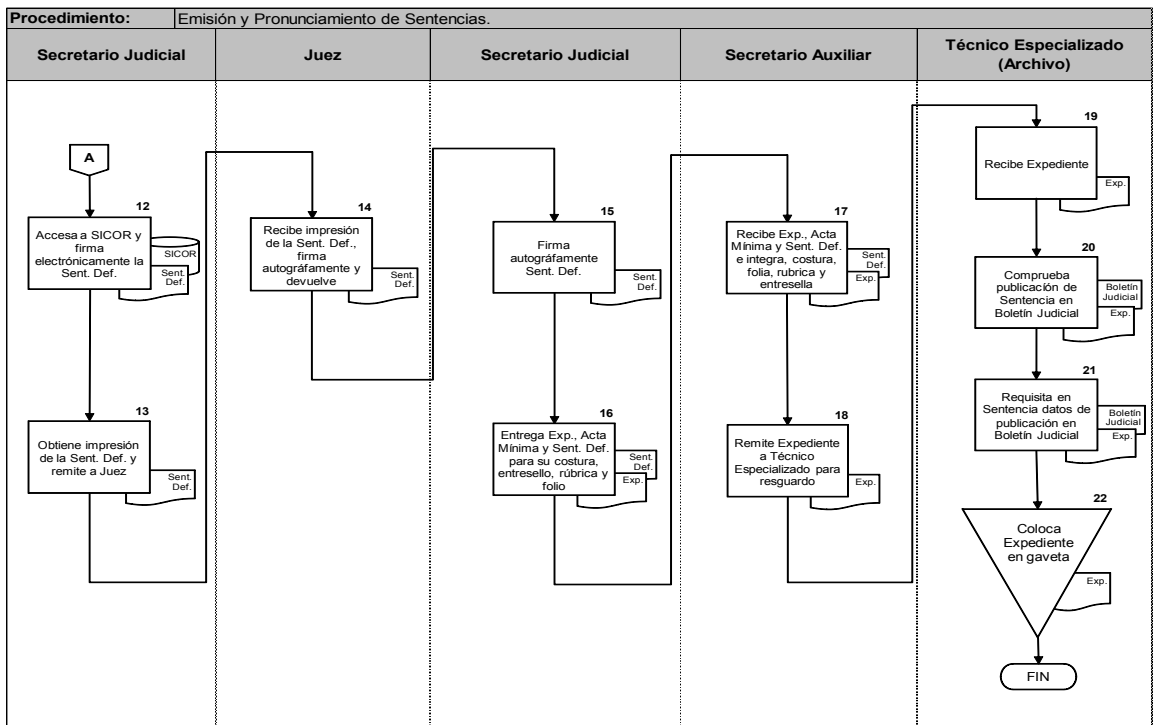 Procedimiento: Emisión y Pronunciamiento de Sentencias.
Secretario Judicial
Juez
Secretario Judicial
Secretario Auxiliar
Técnico Especializado
(Archivo)
A
12
Accesa a SICOR y
firma
electrónicamente la
Sent. Def.
SICOR
Sent.
Def.
13
Obtiene impresión
de la Sent. Def. y
remite a Juez
Sent.
Def.
14
Recibe impresión
de la Sent. Def.,
firma
autográfamente y
devuelve
Sent.
Def.
15
Firma
autográfamente
Sent. Def.
Sent.
Def.
16
Entrega Exp., Acta
Mínima y Sent. Def.
para su costura,
entresello, rúbrica y
folio
Sent.
Def.
Exp.
17
Recibe Exp., Acta
Mínima y Sent. Def.
e integra, costura,
folia, rubrica y
entresella
Sent.
Def.
Exp.
18
Remite Expediente
a Técnico
Especializado para
resguardo
Exp.
19
Recibe Expediente
Exp.
20
Comprueba
publicación de
Sentencia en
Boletín Judicial
Boletín
Judicial
Exp.
21
Requisita en
Sentencia datos de
publicación en
Boletín Judicial
Boletín
Judicial
Exp.
22
Coloca
Expediente
en gaveta
Exp.
FIN